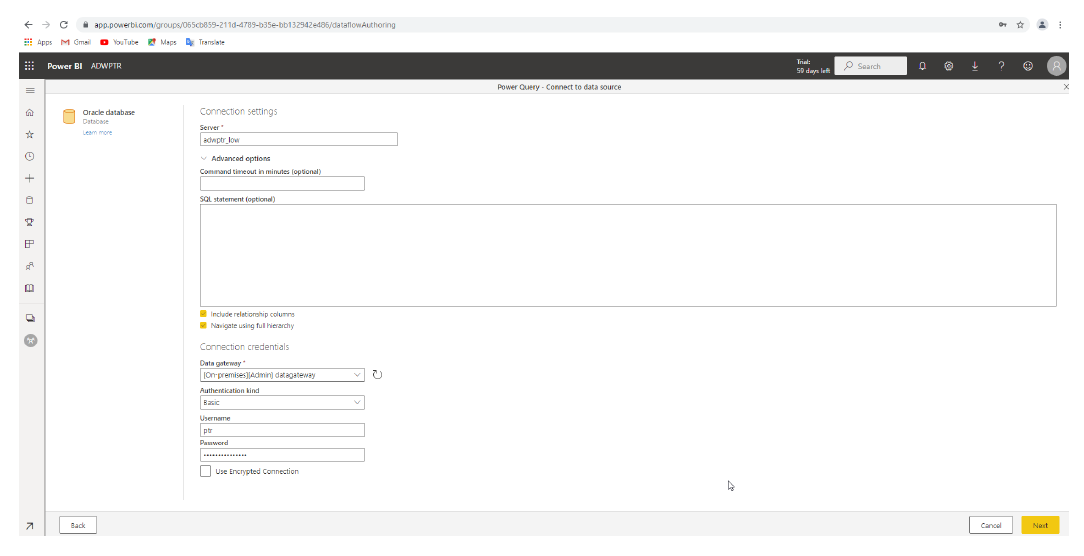 app.powerbi.com/groups/065cb859-211d-4789-b35e-bb132942e486/dataflowAuthoring
Apps Gmail YouTube Maps Translate
Power BI ADWPTR
Trial:
59 days left
Search
Power Query - Connect to data source
Oracle database
Database
Learn more
Connection settings
Server *
adwptr_low
Advanced options
Command timeout in minutes (optional)
SQL statement (optional)
Include relationship columns
Navigate using full hierarchy
Connection credentials
Data gateway *
(On-premises)(Admin) datagateway
Authentication kind
Basic
Username
ptr
Password
Use Encrypted Connection
Back
Cancel
Next